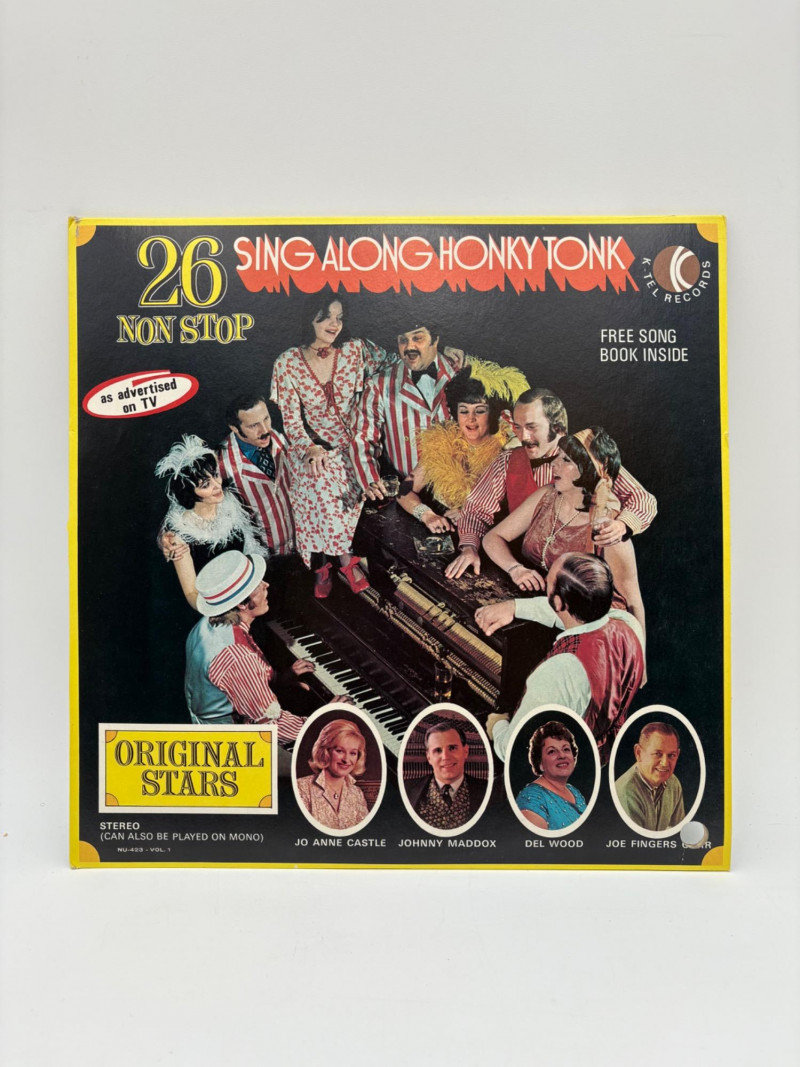 26
NON STOP
SING ALONG HONKY TONK
K-TEL RECORDS
FREE SONG
BOOK INSIDE
as advertised
on TV
ORIGINAL
STARS
STEREO
(CAN ALSO BE PLAYED ON MONO)
NU-423 - VOL. 1
JO ANNE CASTLE
JOHNNY MADDOX
DEL WOOD
JOE FINGERS